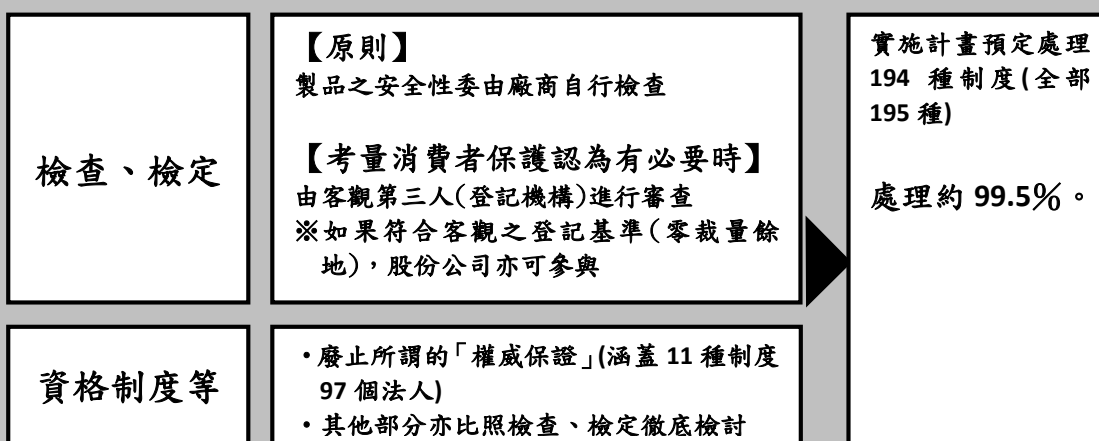 檢查、檢定
【原則】
製品之安全性委由廠商自行檢查
【考量消費者保護認為有必要時】
由客觀第三人(登記機構)進行審查
※如果符合客觀之登記基準(零裁量餘
地),股份公司亦可參與
實施計畫預定處理
194 種制度(全部
195 種)
處理約 99.5%。
資格制度等
・廢止所謂的「權威保證」(涵蓋 11 種制度
97 個法人)
・其他部分亦比照檢查、檢定徹底檢討